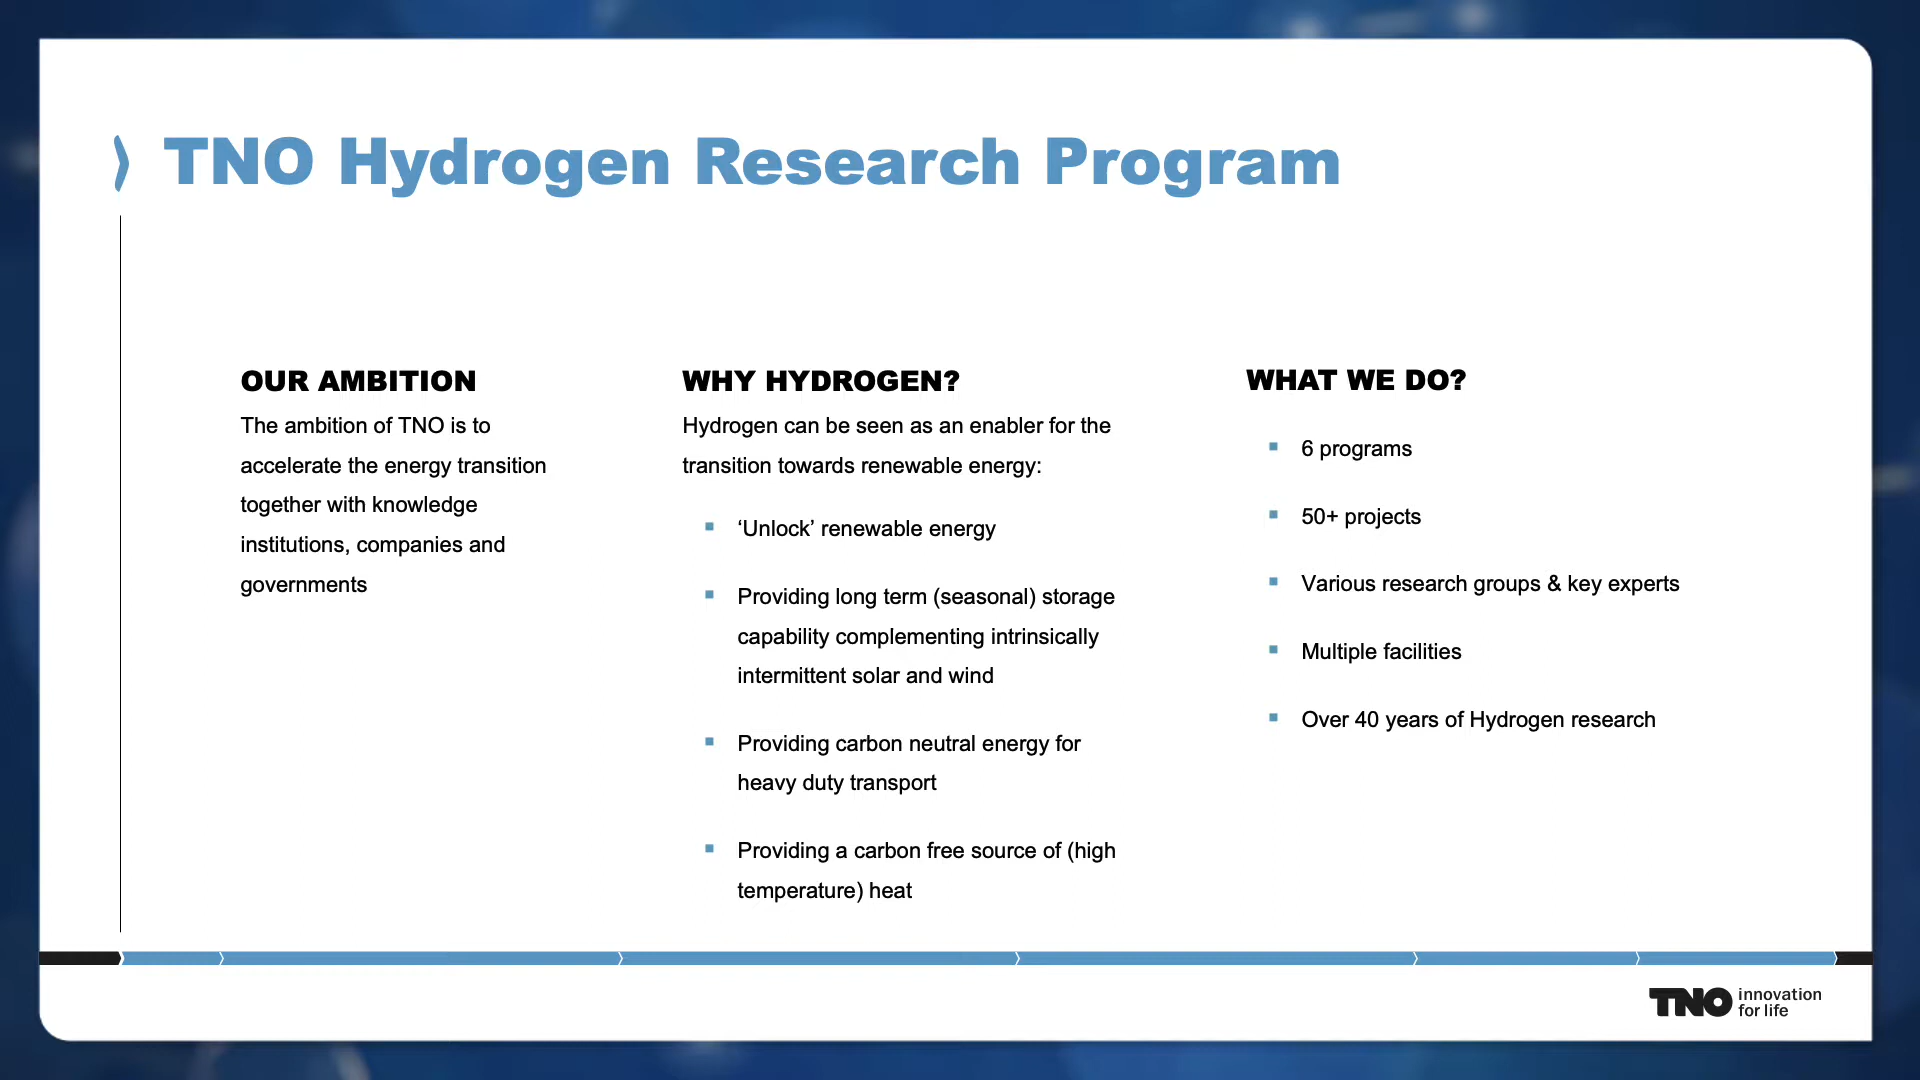 TNO Hydrogen Research Program
OUR AMBITION
The ambition of TNO is to
accelerate the energy transition
together with knowledge
institutions, companies and
governments
WHY HYDROGEN?
Hydrogen can be seen as an enabler for the
transition towards renewable energy:
‘Unlock’ renewable energy
Providing long term (seasonal) storage
capability complementing intrinsically
intermittent solar and wind
Providing carbon neutral energy for
heavy duty transport
Providing a carbon free source of (high
temperature) heat
WHAT WE DO?
6 programs
50+ projects
Various research groups & key experts
Multiple facilities
Over 40 years of Hydrogen research
TNO innovation
for life